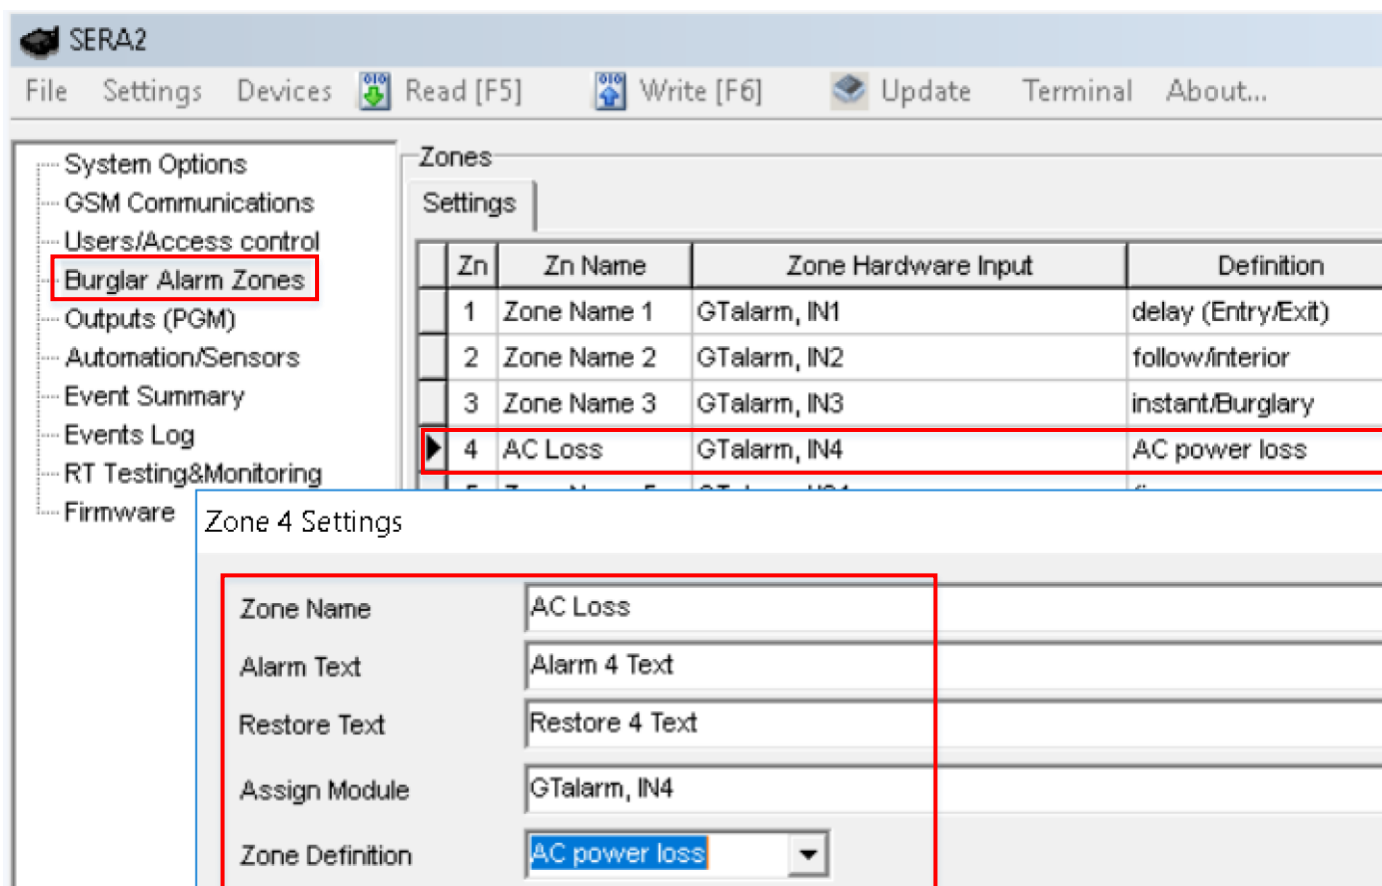 SERA2
File Settings Devices Read [F5] Write [F6] Update Terminal About...
System Options
GSM Communications
Users/Access control
Burglar Alarm Zones
Outputs (PGM)
Automation/Sensors
Event Summary
Events Log
RT Testing&Monitoring
Firmware
Zones
Settings
Zn Zn Name Zone Hardware Input Definition
1 Zone Name 1 GTalarm, IN1 delay (Entry/Exit)
2 Zone Name 2 GTalarm, IN2 follow/interior
3 Zone Name 3 GTalarm, IN3 instant/Burglary
4 AC Loss GTalarm, IN4 AC power loss
Zone 4 Settings
Zone Name AC Loss
Alarm Text Alarm 4 Text
Restore Text Restore 4 Text
Assign Module GTalarm, IN4
Zone Definition AC power loss